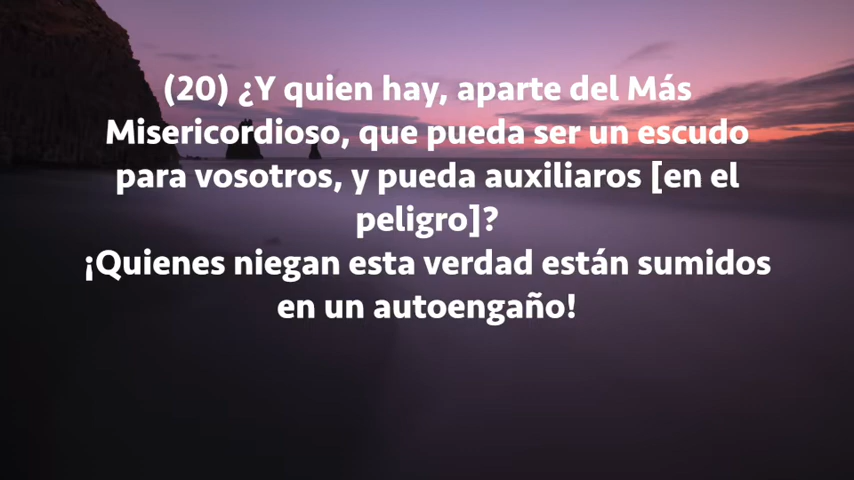 (20) ¿Y quien hay, aparte del Más
Misericordioso, que pueda ser un escudo
para vosotros, y pueda auxiliaros [en el
peligro]?
¡Quienes niegan esta verdad están sumidos
en un autoengaño!